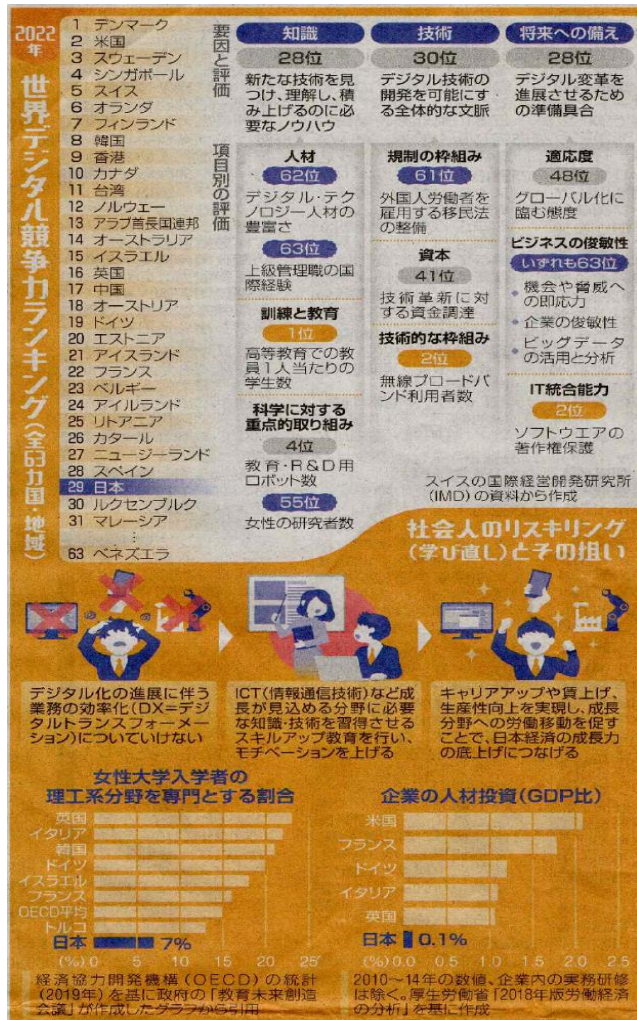 2022年 世界デジタル競争力ランキング(全63カ国・地域)
1 デンマーク
2 米国
3 スウェーデン
4 シンガポール
5 スイス
6 オランダ
7 フィンランド
8 韓国
9 香港
10 カナダ
11 台湾
12 ノルウェー
13 アラブ首長国連邦
14 オーストラリア
15 イスラエル
16 英国
17 中国
18 オーストリア
19 ドイツ
20 エストニア
21 アイスランド
22 フランス
23 ベルギー
24 アイルランド
25 リトアニア
26 カタール
27 ニュージーランド
28 スペイン
29 日本
30 ルクセンブルク
31 マレーシア
⋮
63 ベネズエラ
要因と評価
知識
28位
新たな技術を見
つけ、理解し、積
み上げるのに必
要なノウハウ
技術
30位
デジタル技術の
開発を可能にす
る全体的な文脈
将来への備え
28位
デジタル変革を
進展させるため
の準備具合
項目別の評価
人材
62位
デジタル・テク
ノロジー人材の
豊富さ
63位
上級管理職の国
際経験
訓練と教育
1位
高等教育での教
員1人当たりの
学生数
科学に対する
重点的取り組み
4位
教育・R&D用
ロボット数
55位
女性の研究者数
規制の枠組み
61位
外国人労働者を
雇用する移民法
の整備
資本
41位
技術革新に対
する資金調達
技術的な枠組み
2位
無線ブロードバ
ンド利用者数
適応度
48位
グローバル化に
臨む態度
ビジネスの俊敏性
いずれも63位
・機会や脅威へ
の即応力
・企業の俊敏性
・ビッグデータ
の活用と分析
IT統合能力
2位
ソフトウエアの
著作権保護
スイスの国際経営開発研究所
(IMD)の資料から作成
社会人のリスキリング
(学び直し)とその狙い
デジタル化の進展に伴う
業務の効率化(DX=デジ
タルトランスフォーメー
ション)についていけない
ICT(情報通信技術)など成
長が見込める分野に必要
な知識・技術を習得させる
スキルアップ教育を行い、
モチベーションを上げる
キャリアアップや賃上げ、
生産性向上を実現し、成長
分野への労働移動を促す
ことで、日本経済の成長力
の底上げにつなげる
女性大学入学者の
理工系分野を専門とする割合
英国
イタリア
韓国
ドイツ
イスラエル
フランス
OECD平均
トルコ
日本 7%
(%)0 5 10 15 20 25
経済協力開発機構(OECD)の統計
(2019年)を基に政府の「教育未来創造
会議」が作成したグラフから引用
企業の人材投資(GDP比)
米国
フランス
ドイツ
イタリア
英国
日本 0.1%
(%)0 0.5 1.0 1.5 2.0 2.5
2010〜14年の数値、企業内の実務研修
は除く。厚生労働省「2018年版労働経済
の分析」を基に作成